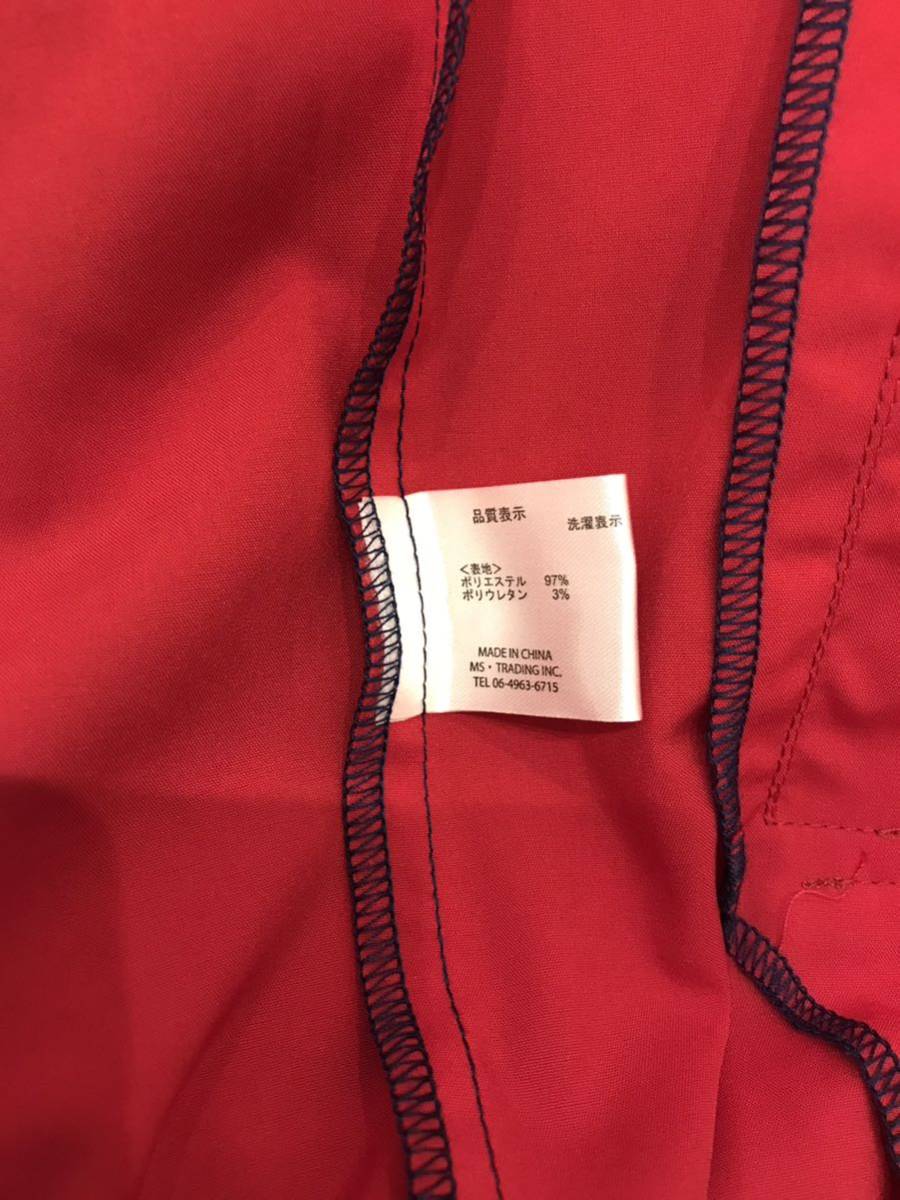 品質表示
洗濯表示
<表地>
ポリエステル 97%
ポリウレタン 3%
MADE IN CHINA
MS・TRADING INC.
TEL 06-4963-6715